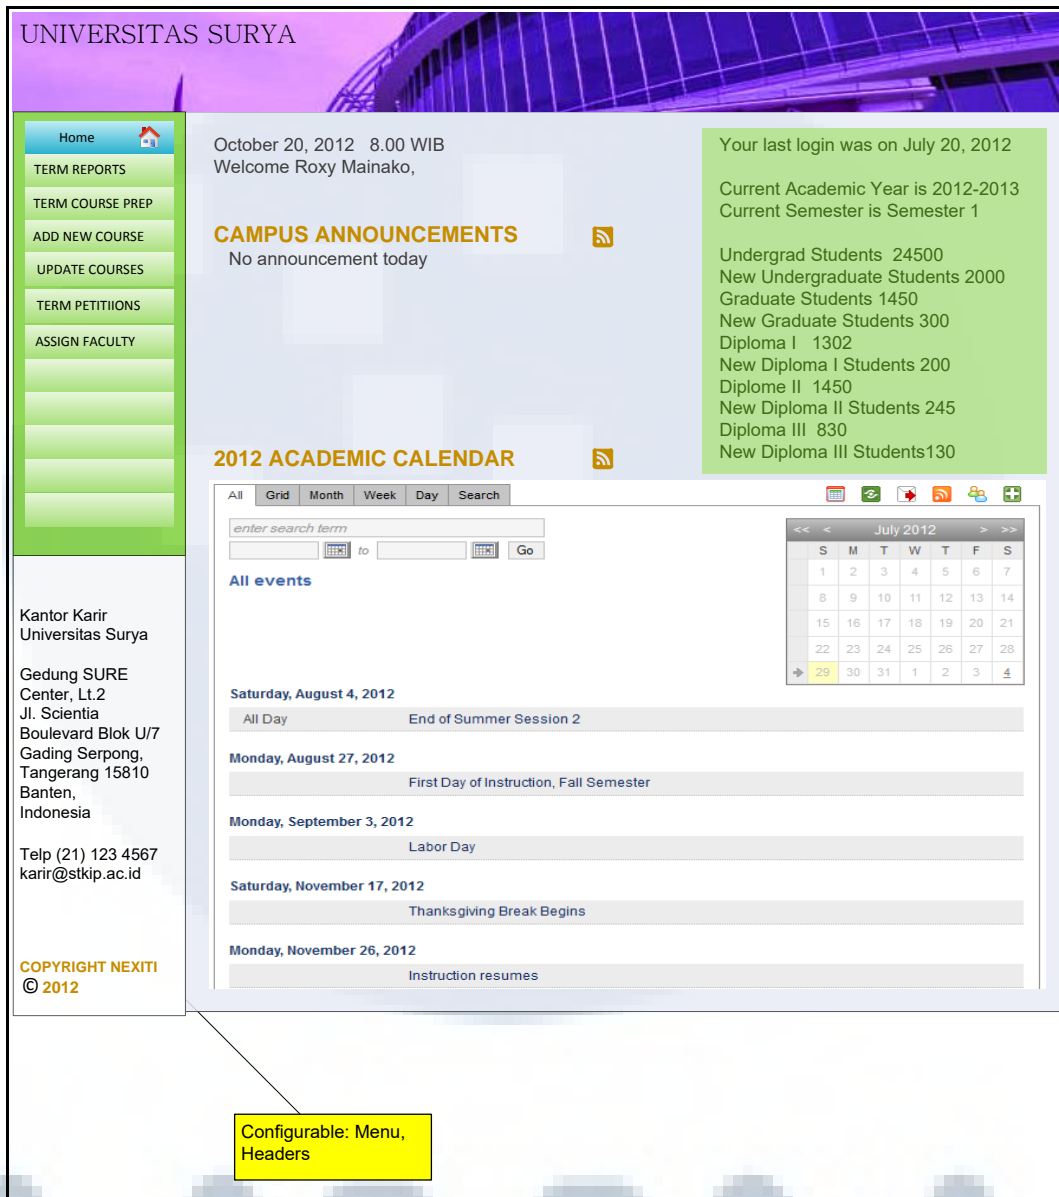 UNIVERSITAS SURYA
Home
TERM REPORTS
TERM COURSE PREP
ADD NEW COURSE
UPDATE COURSES
TERM PETITIIONS
ASSIGN FACULTY
Kantor Karir
Universitas Surya
Gedung SURE
Center, Lt.2
Jl. Scientia
Boulevard Blok U/7
Gading Serpong,
Tangerang 15810
Banten,
Indonesia
Telp (21) 123 4567
karir@stkip.ac.id
COPYRIGHT NEXITI
© 2012
October 20, 2012 8.00 WIB
Welcome Roxy Mainako,
CAMPUS ANNOUNCEMENTS
No announcement today
Your last login was on July 20, 2012
Current Academic Year is 2012-2013
Current Semester is Semester 1
Undergrad Students 24500
New Undergraduate Students 2000
Graduate Students 1450
New Graduate Students 300
Diploma I 1302
New Diploma I Students 200
Diplome II 1450
New Diploma II Students 245
Diploma III 830
New Diploma III Students130
2012 ACADEMIC CALENDAR
All Grid Month Week Day Search
enter search term
to Go
All events
<< < July 2012 > >>
S M T W T F S
1 2 3 4 5 6 7
8 9 10 11 12 13 14
15 16 17 18 19 20 21
22 23 24 25 26 27 28
29 30 31 1 2 3 4
Saturday, August 4, 2012
All Day End of Summer Session 2
Monday, August 27, 2012
First Day of Instruction, Fall Semester
Monday, September 3, 2012
Labor Day
Saturday, November 17, 2012
Thanksgiving Break Begins
Monday, November 26, 2012
Instruction resumes
Configurable: Menu,
Headers